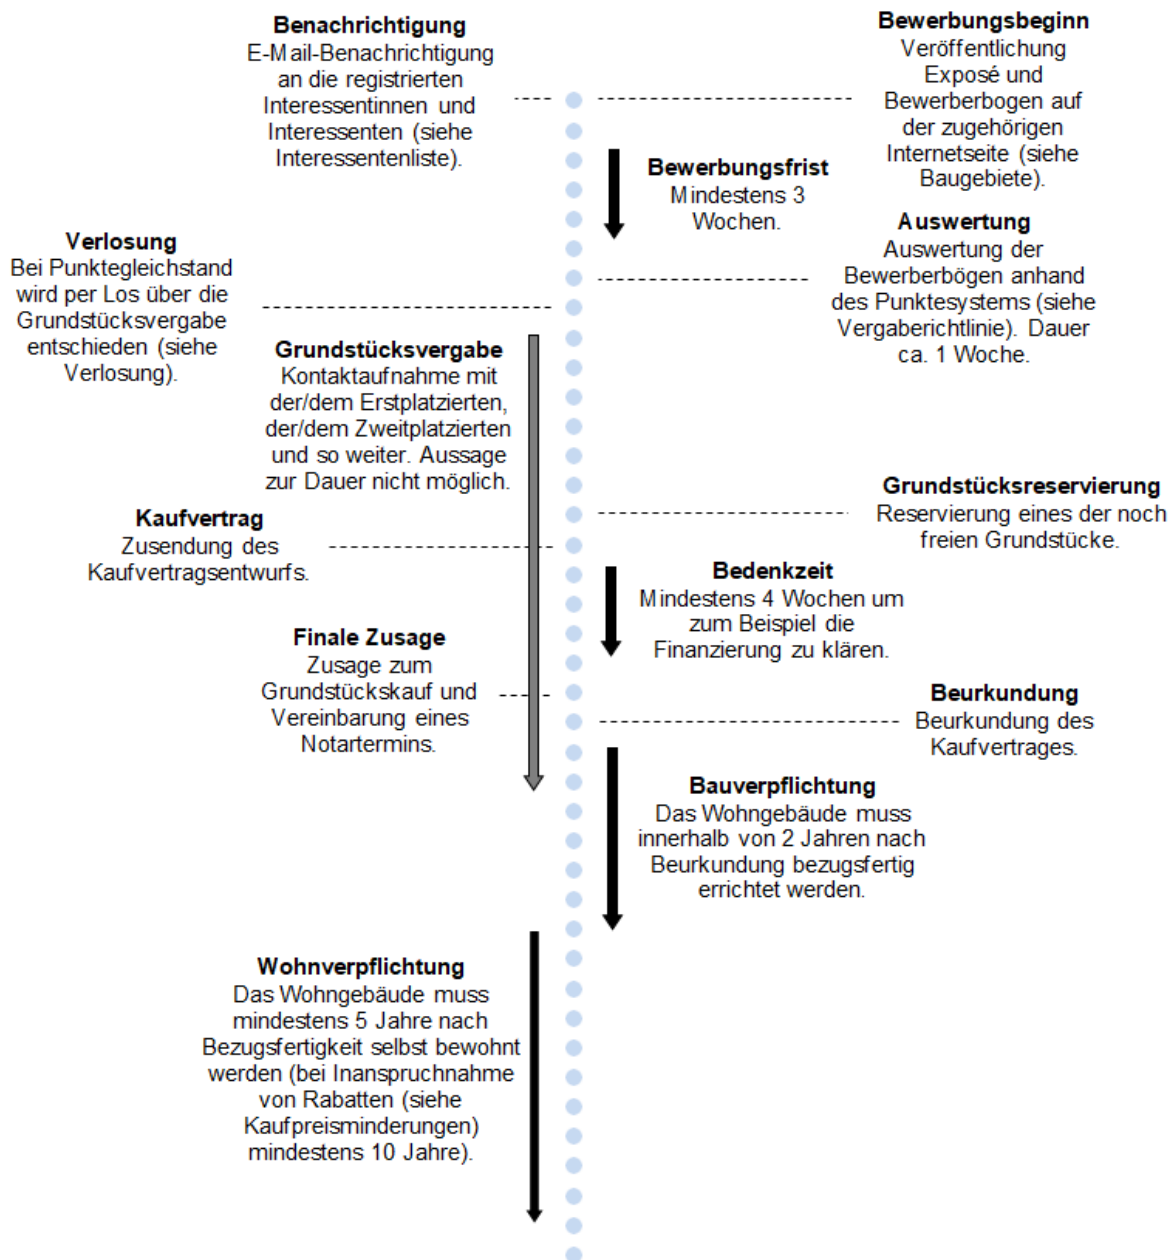 Benachrichtigung
E-Mail-Benachrichtigung
an die registrierten
Interessentinnen und
Interessenten (siehe
Interessentenliste).
Bewerbungsbeginn
Veröffentlichung
Exposé und
Bewerberbogen auf
der zugehörigen
Internetseite (siehe
Baugebiete).
Bewerbungsfrist
Mindestens 3
Wochen.
Verlosung
Bei Punktegleichstand
wird per Los über die
Grundstücksvergabe
entschieden (siehe
Verlosung).
Auswertung
Auswertung der
Bewerberbögen anhand
des Punktesystems (siehe
Vergaberichtlinie). Dauer
ca. 1 Woche.
Grundstücksvergabe
Kontaktaufnahme mit
der/dem Erstplatzierten,
der/dem Zweitplatzierten
und so weiter. Aussage
zur Dauer nicht möglich.
Grundstücksreservierung
Reservierung eines der noch
freien Grundstücke.
Kaufvertrag
Zusendung des
Kaufvertragsentwurfs.
Bedenkzeit
Mindestens 4 Wochen um
zum Beispiel die
Finanzierung zu klären.
Finale Zusage
Zusage zum
Grundstückskauf und
Vereinbarung eines
Notartermins.
Beurkundung
Beurkundung des
Kaufvertrages.
Bauverpflichtung
Das Wohngebäude muss
innerhalb von 2 Jahren nach
Beurkundung bezugsfertig
errichtet werden.
Wohnverpflichtung
Das Wohngebäude muss
mindestens 5 Jahre nach
Bezugsfertigkeit selbst bewohnt
werden (bei Inanspruchnahme
von Rabatten (siehe
Kaufpreisminderungen)
mindestens 10 Jahre).